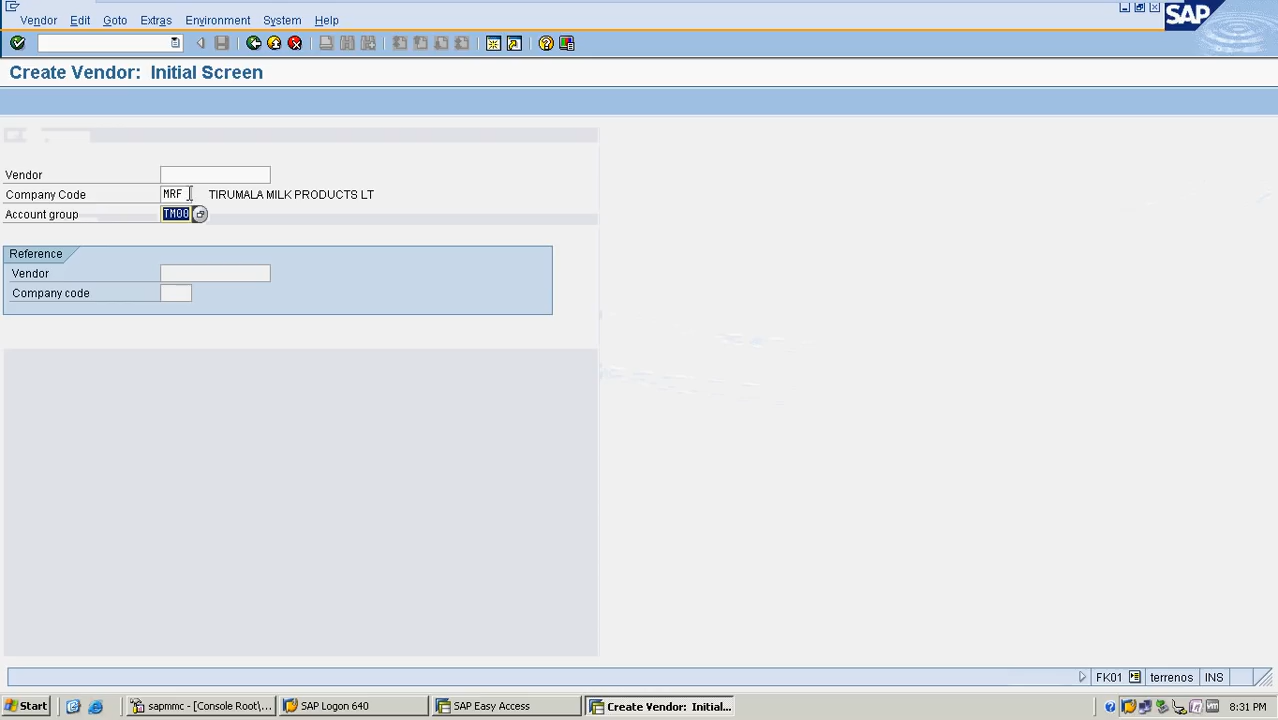 Vendor Edit Goto Extras Environment System Help
SAP
Create Vendor: Initial Screen
Vendor
Company Code MRF TIRUMALA MILK PRODUCTS LT
Account group TM00
Reference
Vendor
Company code
FK01 terrenos INS
Start sapmmc - [Console Root\... SAP Logon 640 SAP Easy Access Create Vendor: Initial... 8:31 PM